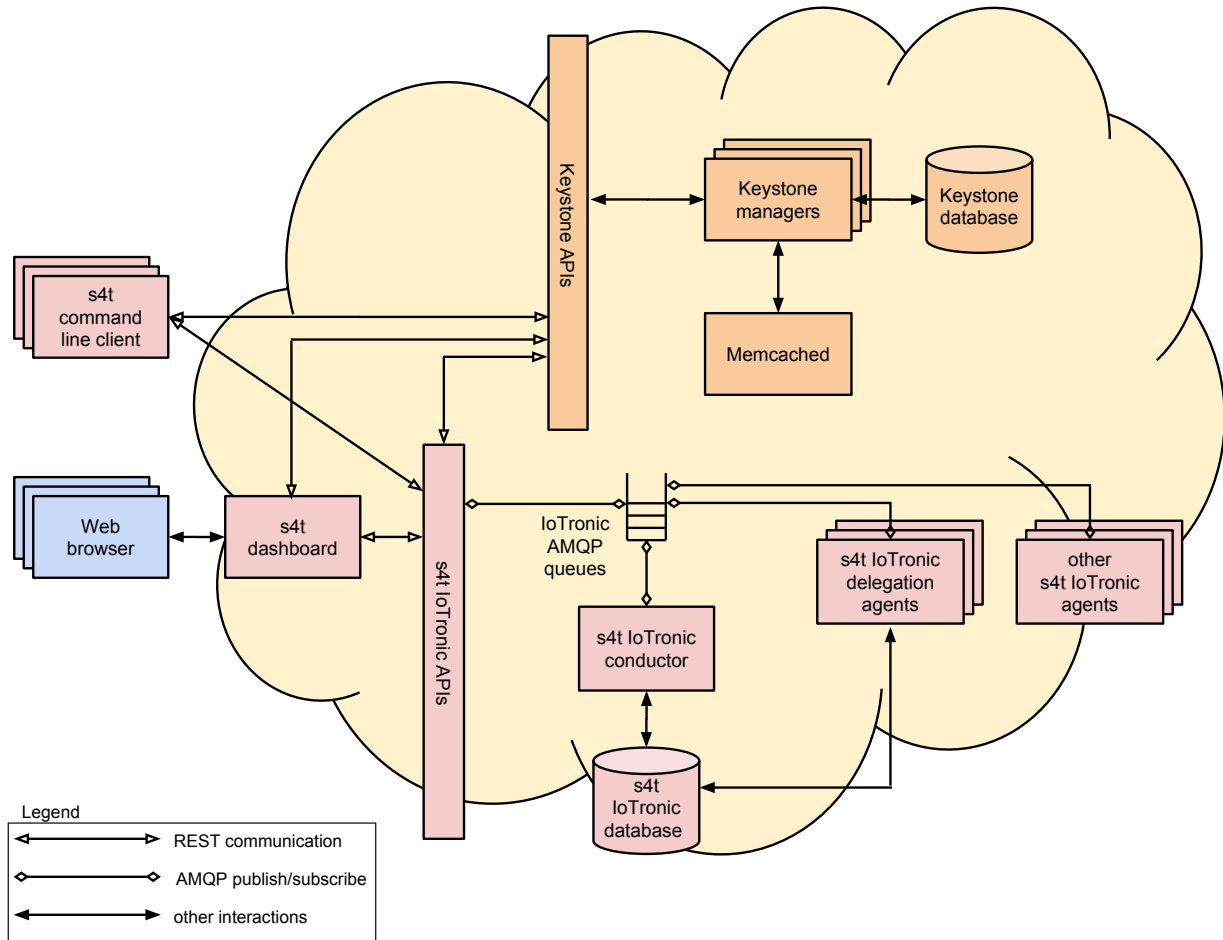 Keystone APIs
Keystone
managers
Keystone
database
Memcached
s4t
command
line client
Web
browser
s4t
dashboard
s4t IoTronic APIs
IoTronic
AMQP
queues
s4t IoTronic
conductor
s4t IoTronic
delegation
agents
other
s4t IoTronic
agents
s4t
IoTronic
database
Legend
REST communication
AMQP publish/subscribe
other interactions